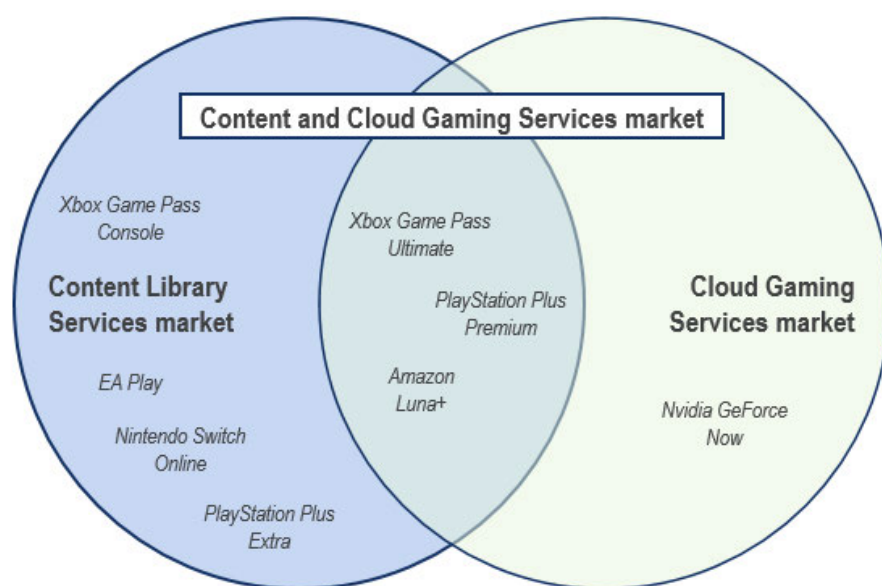 Content and Cloud Gaming Services market
Xbox Game Pass
Console
Xbox Game Pass
Ultimate
Content Library
Services market
PlayStation Plus
Premium
Cloud Gaming
Services market
EA Play
Amazon
Luna+
Nvidia GeForce
Now
Nintendo Switch
Online
PlayStation Plus
Extra